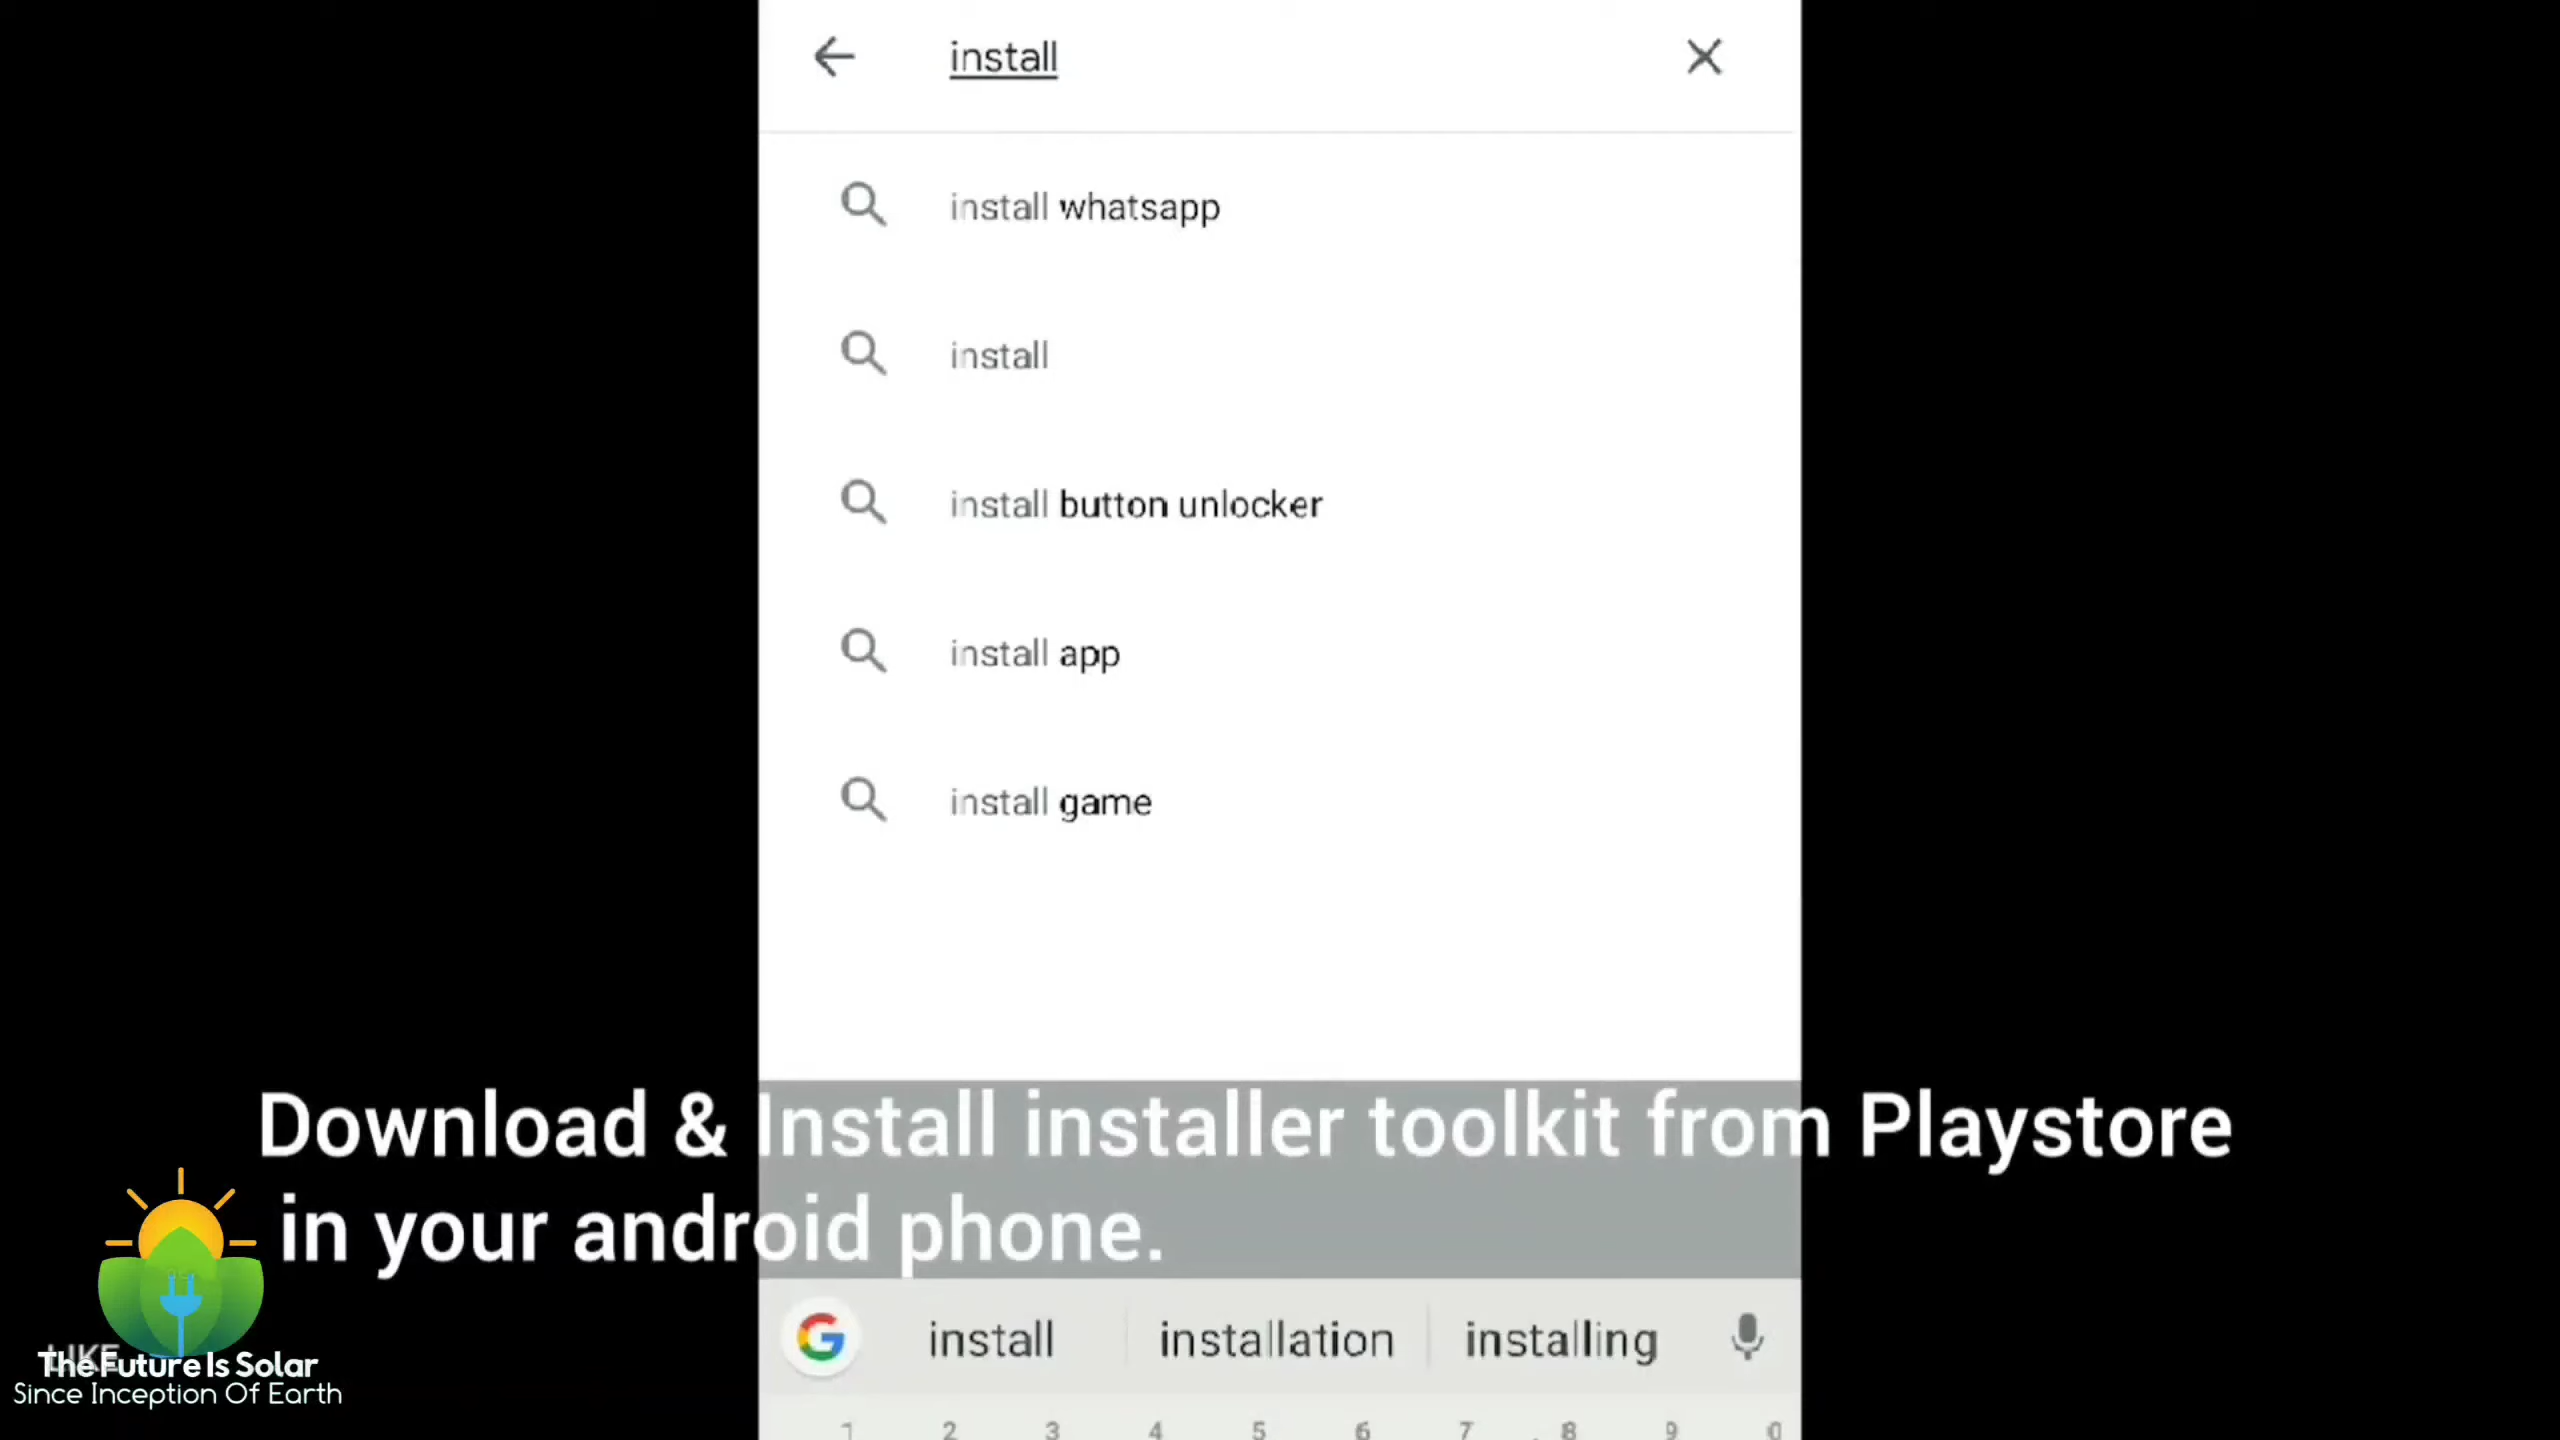 install
install whatsapp
install
install button unlocker
install app
install game
Download & Install installer toolkit from Playstore
in your android phone.
install installation installing
LIKE
The Future Is Solar
Since Inception Of Earth
1 2 3 4 5 6 7 8 9 0